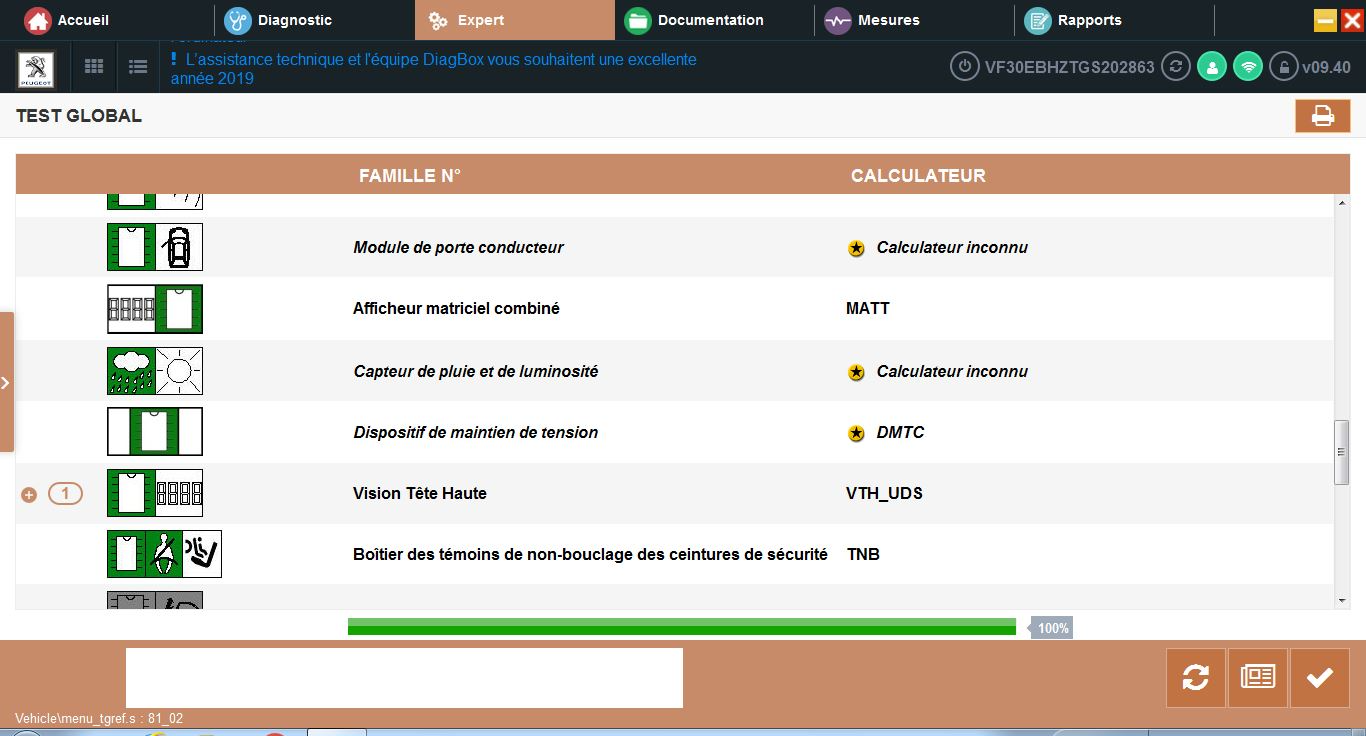 Accueil
Diagnostic
Expert
Documentation
Mesures
Rapports
PEUGEOT
! L'assistance technique et l'équipe DiagBox vous souhaitent une excellente
année 2019
VF30EBHZTGS202863
v09.40
TEST GLOBAL
FAMILLE N°
CALCULATEUR
Module de porte conducteur
Calculateur inconnu
Afficheur matriciel combiné
MATT
Capteur de pluie et de luminosité
Calculateur inconnu
Dispositif de maintien de tension
DMTC
1
Vision Tête Haute
VTH_UDS
Boîtier des témoins de non-bouclage des ceintures de sécurité
TNB
100%
Vehicle\menu_tgref.s : 81_02